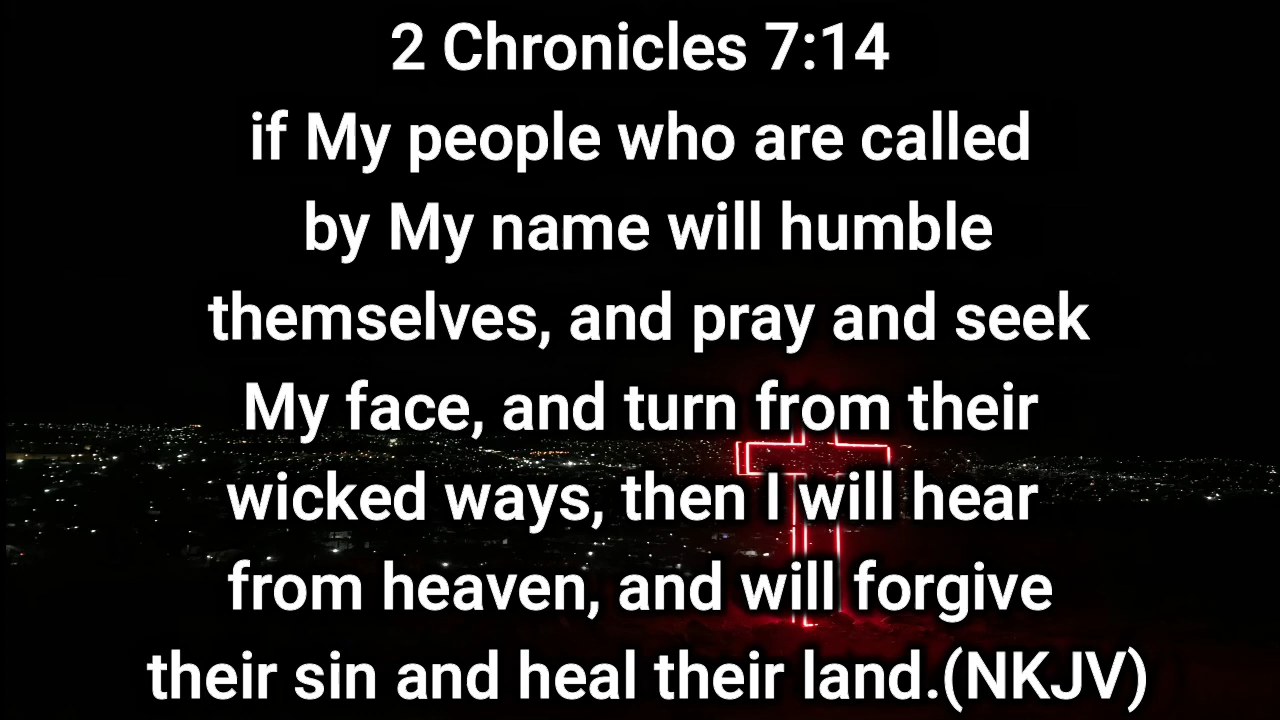 2 Chronicles 7:14
if My people who are called
by My name will humble
themselves, and pray and seek
My face, and turn from their
wicked ways, then I will hear
from heaven, and will forgive
their sin and heal their land.(NKJV)